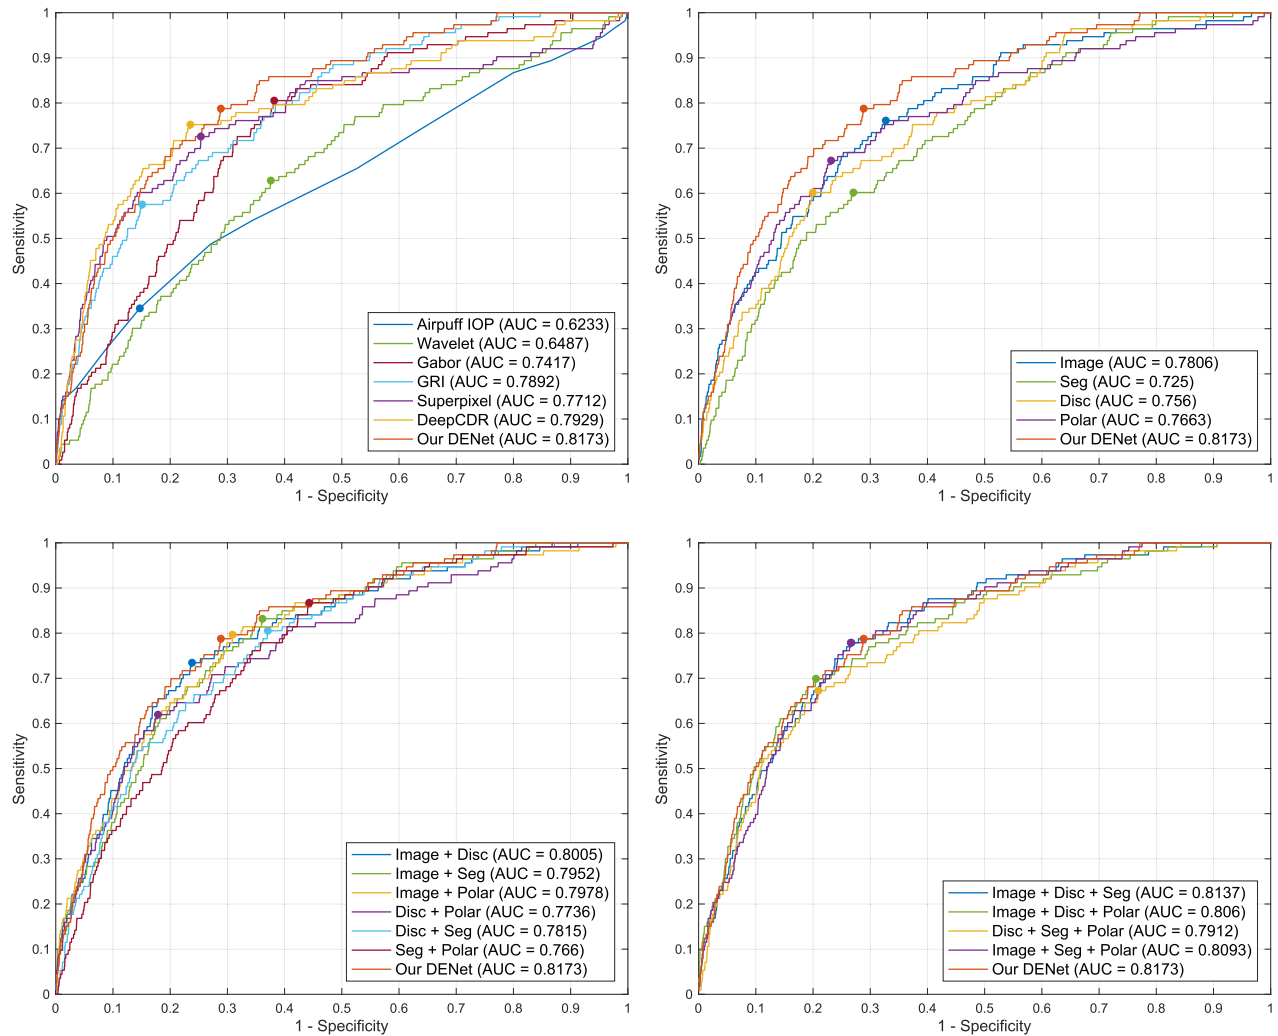 1
0.9
0.8
0.7
0.6
0.5
0.4
0.3
0.2
0.1
0
Sensitivity
Airpuff IOP (AUC = 0.6233)
Wavelet (AUC = 0.6487)
Gabor (AUC = 0.7417)
GRI (AUC = 0.7892)
Superpixel (AUC = 0.7712)
DeepCDR (AUC = 0.7929)
Our DENet (AUC = 0.8173)
0 0.1 0.2 0.3 0.4 0.5 0.6 0.7 0.8 0.9 1
1 - Specificity
1
0.9
0.8
0.7
0.6
0.5
0.4
0.3
0.2
0.1
0
Sensitivity
Image (AUC = 0.7806)
Seg (AUC = 0.725)
Disc (AUC = 0.756)
Polar (AUC = 0.7663)
Our DENet (AUC = 0.8173)
0 0.1 0.2 0.3 0.4 0.5 0.6 0.7 0.8 0.9 1
1 - Specificity
1
0.9
0.8
0.7
0.6
0.5
0.4
0.3
0.2
0.1
0
Sensitivity
Image + Disc (AUC = 0.8005)
Image + Seg (AUC = 0.7952)
Image + Polar (AUC = 0.7978)
Disc + Polar (AUC = 0.7736)
Disc + Seg (AUC = 0.7815)
Seg + Polar (AUC = 0.766)
Our DENet (AUC = 0.8173)
0 0.1 0.2 0.3 0.4 0.5 0.6 0.7 0.8 0.9 1
1 - Specificity
1
0.9
0.8
0.7
0.6
0.5
0.4
0.3
0.2
0.1
0
Sensitivity
Image + Disc + Seg (AUC = 0.8137)
Image + Disc + Polar (AUC = 0.806)
Disc + Seg + Polar (AUC = 0.7912)
Image + Seg + Polar (AUC = 0.8093)
Our DENet (AUC = 0.8173)
0 0.1 0.2 0.3 0.4 0.5 0.6 0.7 0.8 0.9 1
1 - Specificity